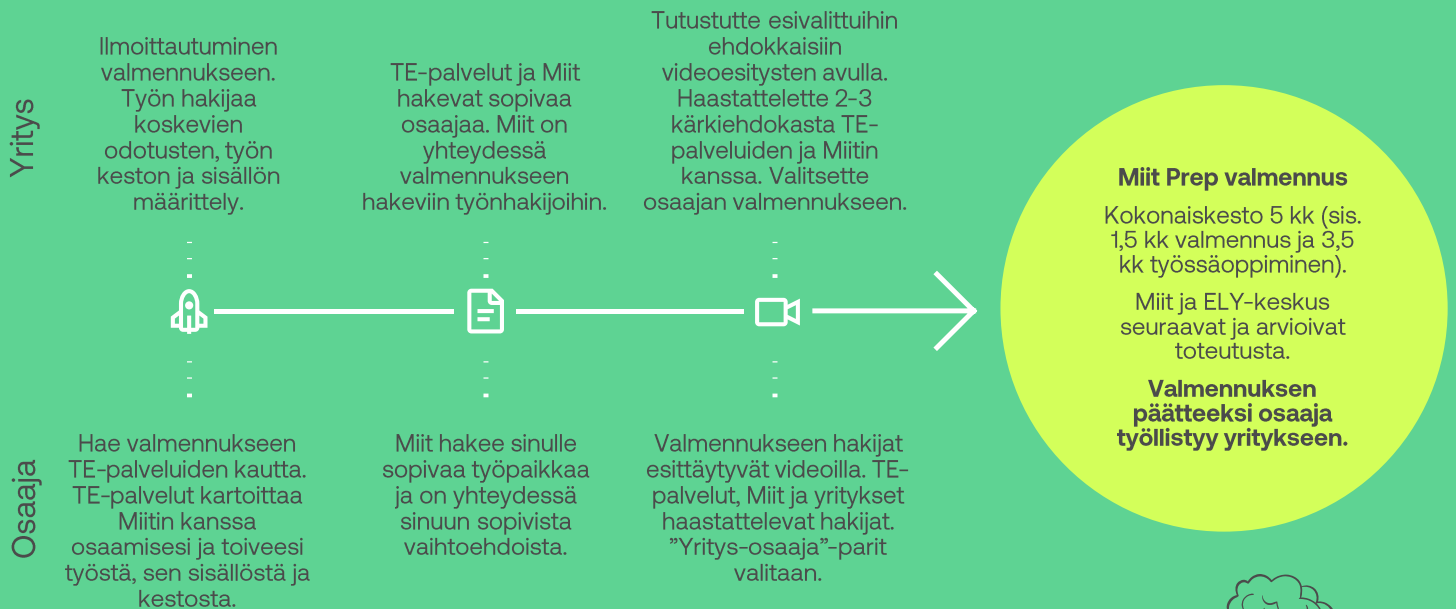 Yritys
Ilmoittautuminen
valmennukseen.
Työn hakijaa
koskevien
odotusten, työn
keston ja sisällön
määrittely.
TE-palvelut ja Miit
hakevat sopivaa
osaajaa. Miit on
yhteydessä
valmennukseen
hakeviin työnhakijoihin.
Tutustutte esivalittuihin
ehdokkaisiin
videoesitysten avulla.
Haastattelette 2-3
kärkiehdokasta TE-
palveluiden ja Miitin
kanssa. Valitsette
osaajan valmennukseen.
Osaaja
Hae valmennukseen
TE-palveluiden kautta.
TE-palvelut kartoittaa
Miitin kanssa
osaamisesi ja toiveesi
työstä, sen sisällöstä ja
kestosta.
Miit hakee sinulle
sopivaa työpaikkaa
ja on yhteydessä
sinuun sopivista
vaihtoehdoista.
Valmennukseen hakijat
esittäytyvät videoilla. TE-
palvelut, Miit ja yritykset
haastattelevat hakijat.
”Yritys-osaaja”-parit
valitaan.
Miit Prep valmennus
Kokonaiskesto 5 kk (sis.
1,5 kk valmennus ja 3,5
kk työssäoppiminen).
Miit ja ELY-keskus
seuraavat ja arvioivat
toteutusta.
Valmennuksen
päätteeksi osaaja
työllistyy yritykseen.